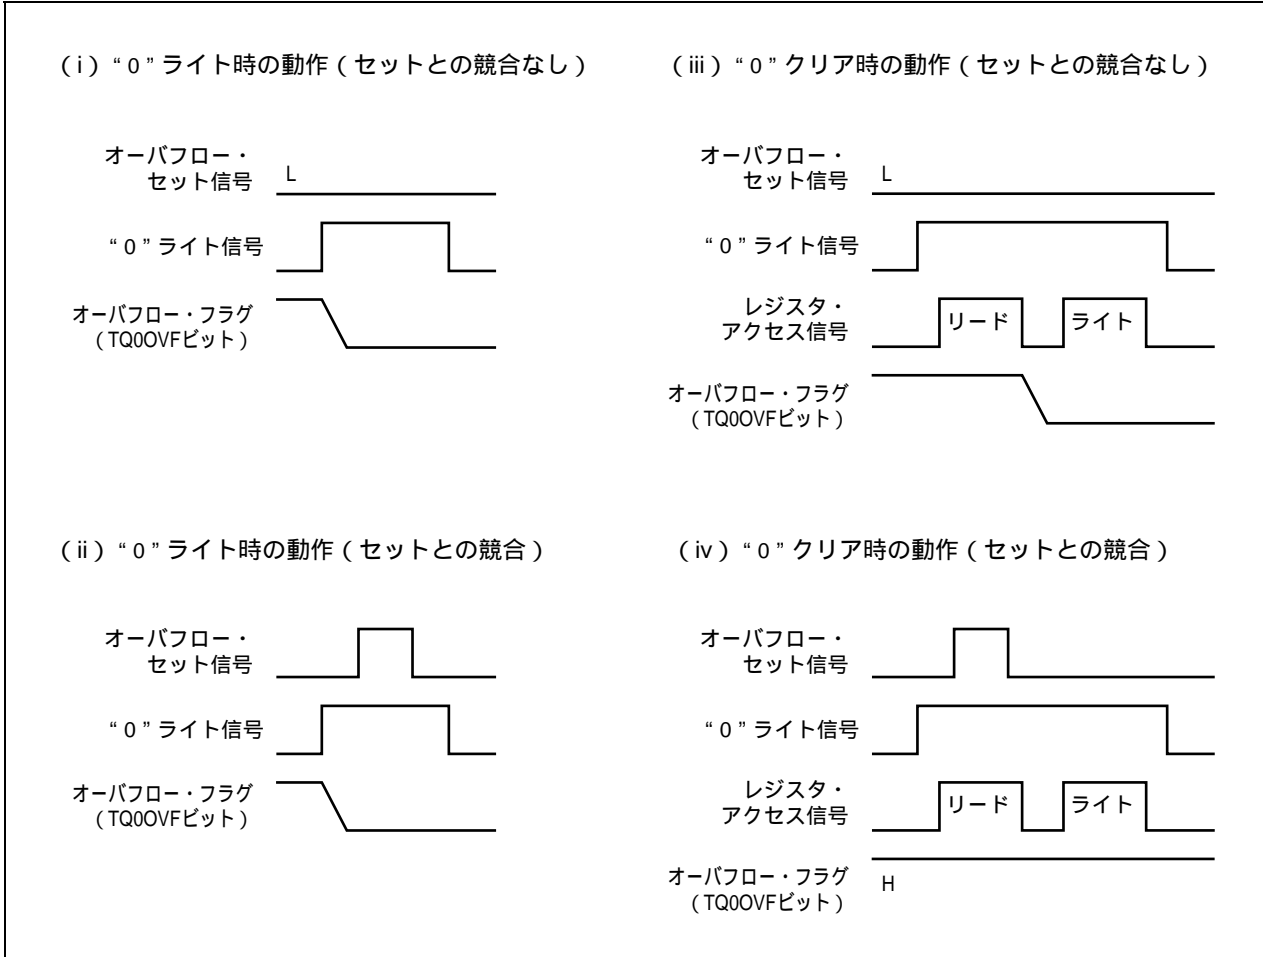 （i）“0”ライト時の動作（セットとの競合なし）
オーバフロー・
セット信号
L
“0”ライト信号
オーバフロー・フラグ
（TQ0OVFビット）
（iii）“0”クリア時の動作（セットとの競合なし）
オーバフロー・
セット信号
L
“0”ライト信号
レジスタ・
アクセス信号
リード
ライト
オーバフロー・フラグ
（TQ0OVFビット）
（ii）“0”ライト時の動作（セットとの競合）
オーバフロー・
セット信号
“0”ライト信号
オーバフロー・フラグ
（TQ0OVFビット）
（iv）“0”クリア時の動作（セットとの競合）
オーバフロー・
セット信号
“0”ライト信号
レジスタ・
アクセス信号
リード
ライト
オーバフロー・フラグ
（TQ0OVFビット）
H